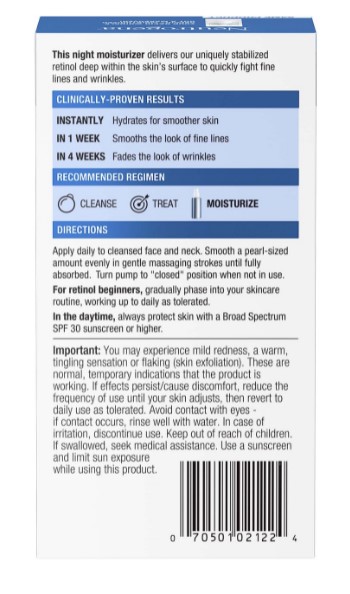 Neutrogena
This night moisturizer delivers our uniquely stabilized
retinol deep within the skin's surface to quickly fight fine
lines and wrinkles.
CLINICALLY-PROVEN RESULTS
INSTANTLY Hydrates for smoother skin
IN 1 WEEK Smooths the look of fine lines
IN 4 WEEKS Fades the look of wrinkles
RECOMMENDED REGIMEN
CLEANSE TREAT MOISTURIZE
DIRECTIONS
Apply daily to cleansed face and neck. Smooth a pearl-sized
amount evenly in gentle massaging strokes until fully
absorbed. Turn pump to "closed" position when not in use.
For retinol beginners, gradually phase into your skincare
routine, working up to daily as tolerated.
In the daytime, always protect skin with a Broad Spectrum
SPF 30 sunscreen or higher.
Important: You may experience mild redness, a warm,
tingling sensation or flaking (skin exfoliation). These are
normal, temporary indications that the product is
working. If effects persist/cause discomfort, reduce the
frequency of use until your skin adjusts, then revert to
daily use as tolerated. Avoid contact with eyes -
if contact occurs, rinse well with water. In case of
irritation, discontinue use. Keep out of reach of children.
If swallowed, seek medical assistance. Use a sunscreen
and limit sun exposure
while using this product.
0 70501 02122 4